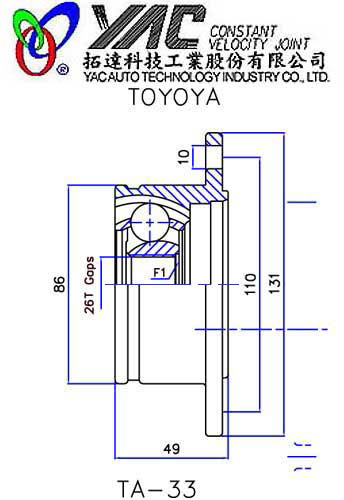 YAC CONSTANT
VELOCITY JOINT
®
拓達科技工業股份有限公司
YAC AUTO TECHNOLOGY INDUSTRY CO., LTD.
TOYOYA
10
86
26T Gaps
F1
110
131
49
TA-33